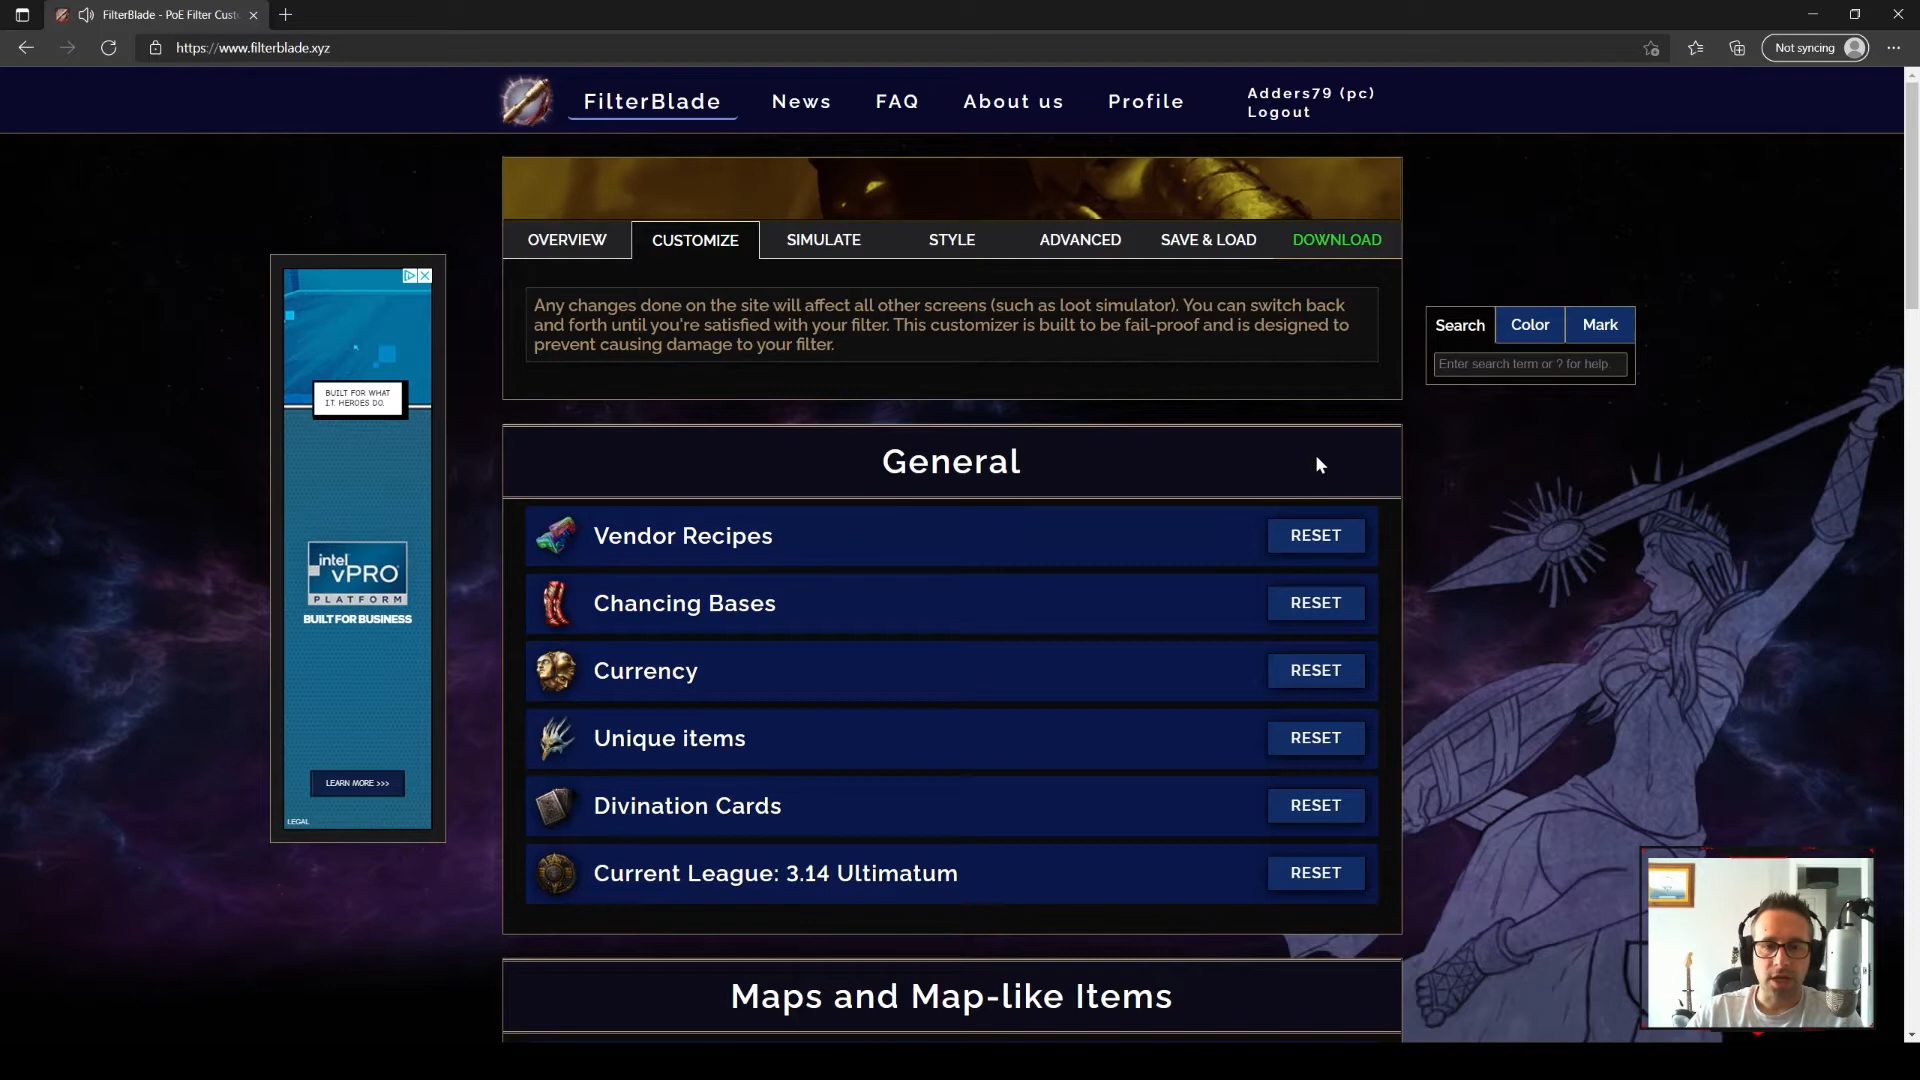 FilterBlade - PoE Filter Cust
https://www.filterblade.xyz
Not syncing
FilterBlade
News
FAQ
About us
Profile
Adders79 (pc)
Logout
OVERVIEW
CUSTOMIZE
SIMULATE
STYLE
ADVANCED
SAVE & LOAD
DOWNLOAD
Any changes done on the site will affect all other screens (such as loot simulator). You can switch back
and forth until you're satisfied with your filter. This customizer is built to be fail-proof and is designed to
prevent causing damage to your filter.
Search
Color
Mark
Enter search term or ? for help.
BUILT FOR WHAT
I.T. HEROES DO.
intel
vPRO
PLATFORM
BUILT FOR BUSINESS
LEARN MORE >>>
LEGAL
General
Vendor Recipes
RESET
Chancing Bases
RESET
Currency
RESET
Unique items
RESET
Divination Cards
RESET
Current League: 3.14 Ultimatum
RESET
Maps and Map-like Items